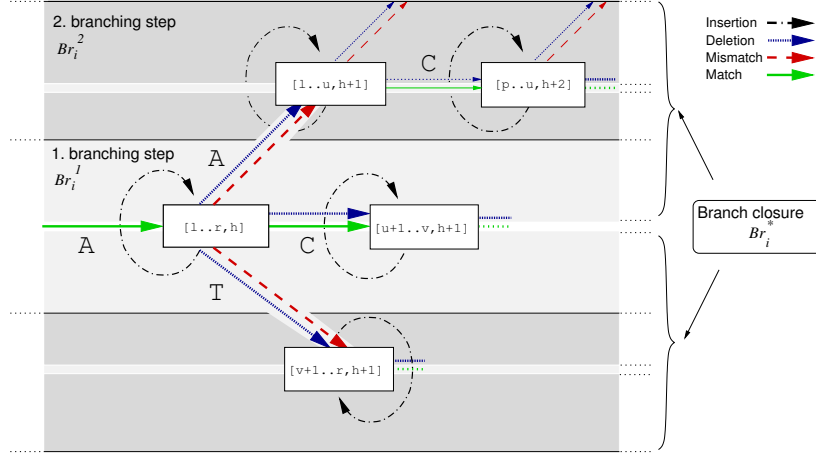 2. branching step
Br_i^2
C
[l..u,h+1]
[p..u,h+2]
Insertion
Deletion
Mismatch
Match
1. branching step
Br_i^1
A
[l..r,h]
[u+1..v,h+1]
A
C
T
Branch closure
Br_i^*
[v+1..r,h+1]